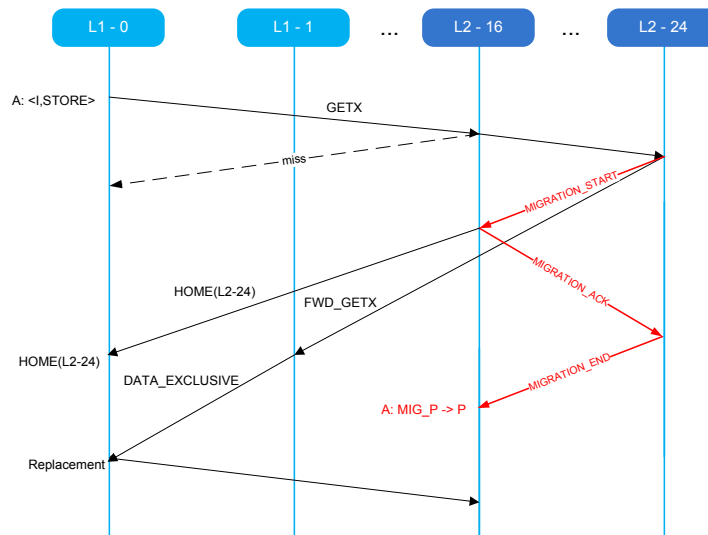 L1 - 0
L1 - 1
...
L2 - 16
...
L2 - 24
A: <I,STORE>
GETX
miss
MIGRATION_START
MIGRATION_ACK
HOME(L2-24)
FWD_GETX
HOME(L2-24)
MIGRATION_END
DATA_EXCLUSIVE
A: MIG_P -> P
Replacement